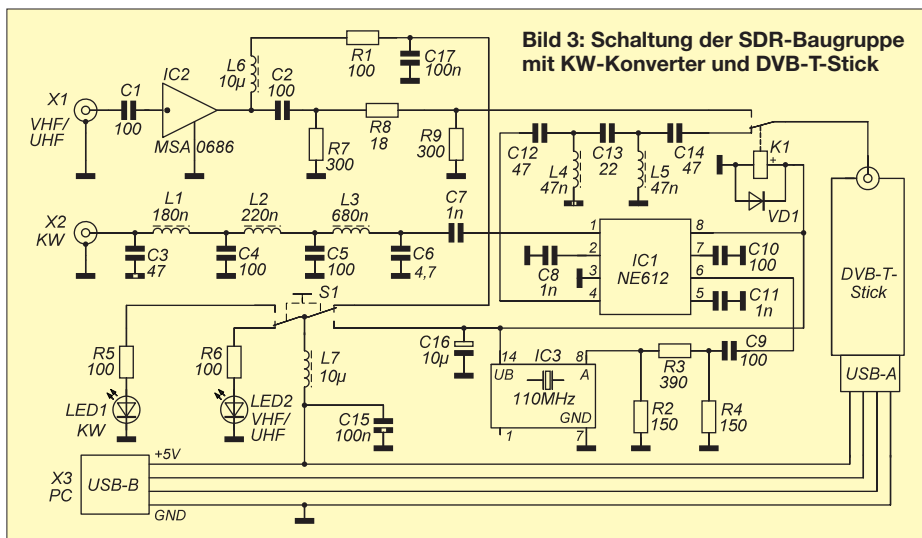 Bild 3: Schaltung der SDR-Baugruppe
mit KW-Konverter und DVB-T-Stick
X1
VHF/
UHF
C1
100
IC2
MSA 0686
L6
10µ
C2
100
R1
100
C17
100n
R7
300
R8
18
R9
300
C12
47
L4
47n
C13
22
L5
47n
C14
47
K1
+
VD1
X2
KW
L1
180n
L2
220n
L3
680n
C7
1n
C3
47
C4
100
C5
100
C6
4,7
C8
1n
1
2
3
4
IC1
NE612
8
7
6
5
C10
100
C11
1n
DVB-T-
Stick
S1
R5
100
R6
100
L7
10µ
C16
10µ
14
UB
IC3
8
A
110MHz
GND
1
7
R3
390
C9
100
R2
150
R4
150
USB-A
LED1
KW
LED2
VHF/
UHF
C15
100n
X3
PC
USB-B
+5V
GND